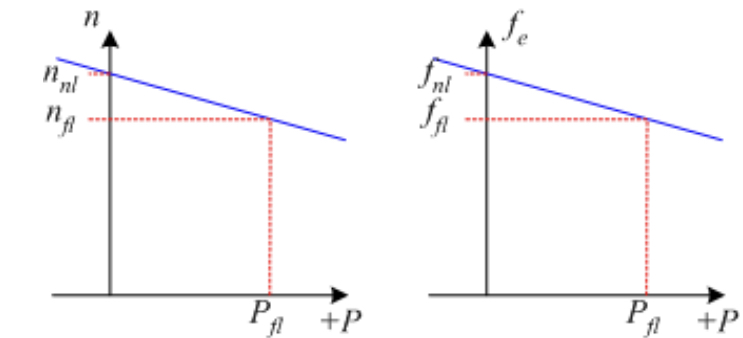 n
n_nl
n_fl
P_fl +P
f_e
f_nl
f_fl
P_fl +P